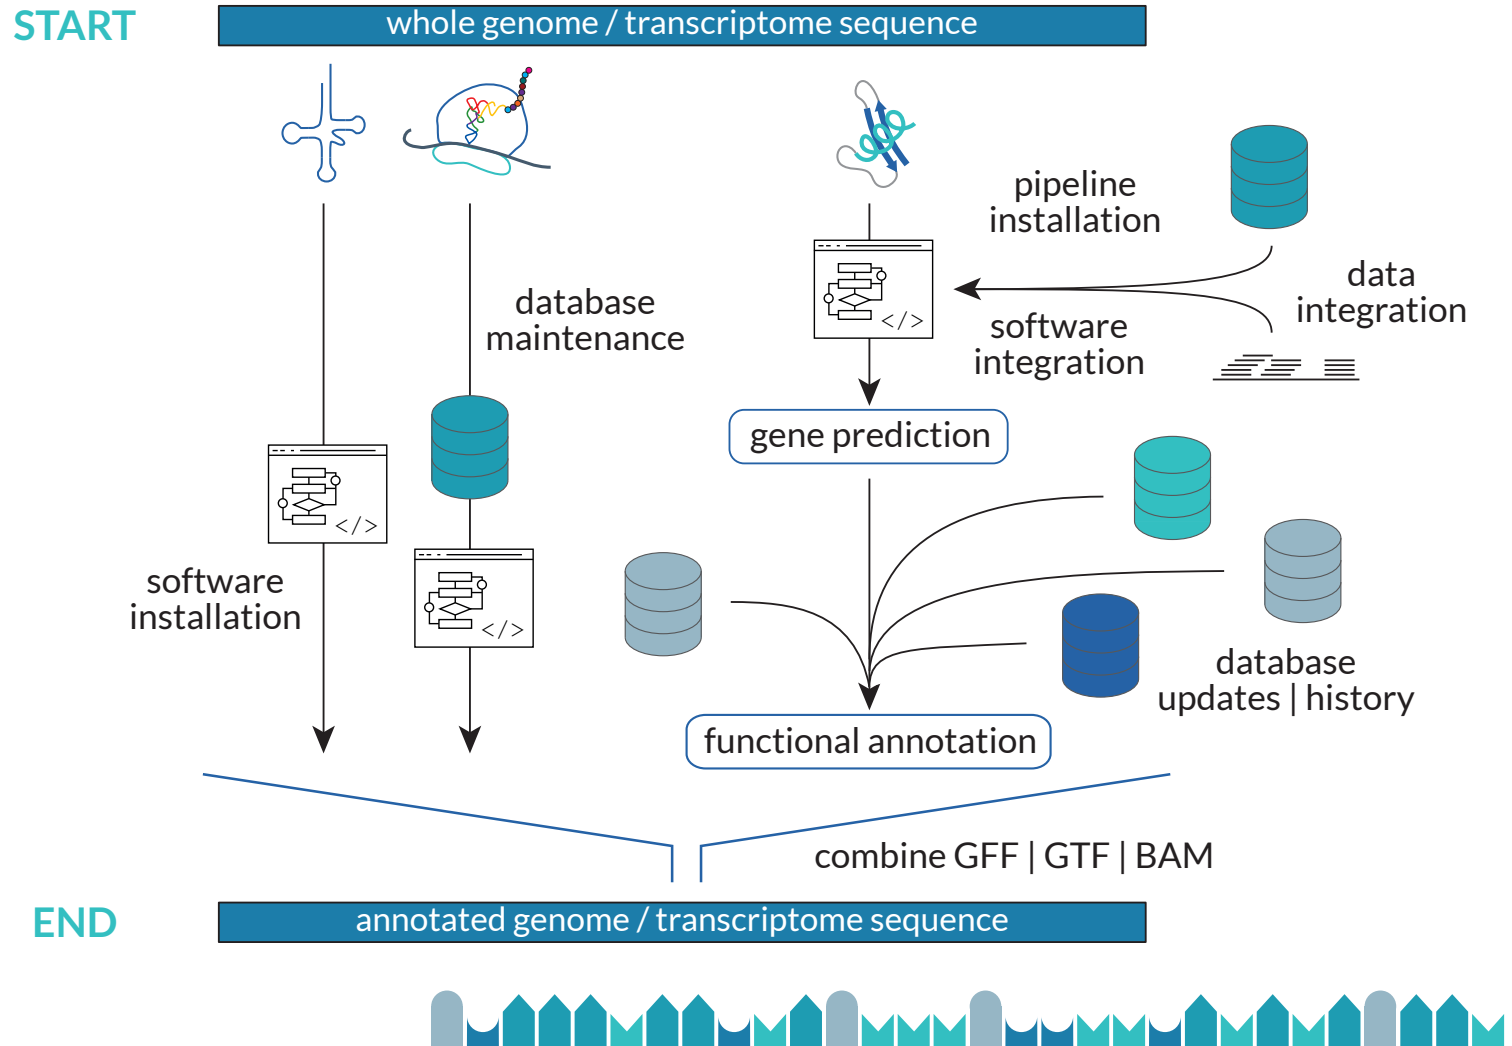 START
whole genome / transcriptome sequence
pipeline
installation
data
integration
database
maintenance
software
integration
</>
gene prediction
</>
software
installation
</>
database
updates | history
functional annotation
combine GFF | GTF | BAM
END
annotated genome / transcriptome sequence